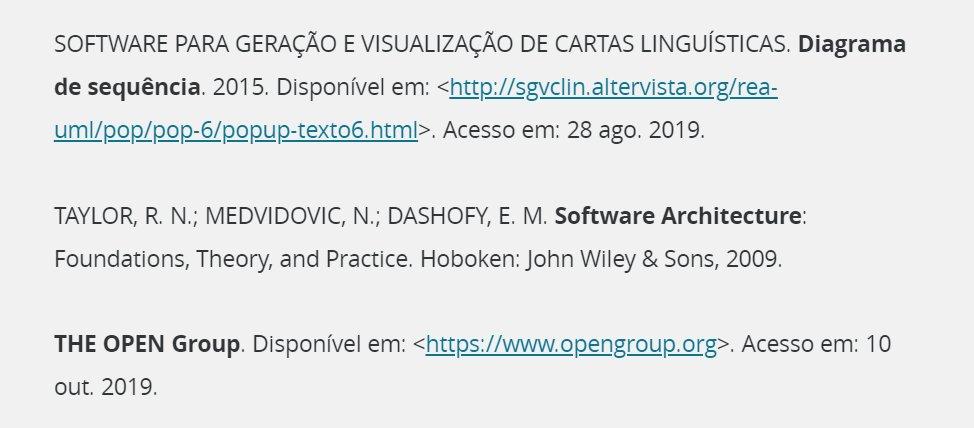 SOFTWARE PARA GERAÇÃO E VISUALIZAÇÃO DE CARTAS LINGUÍSTICAS. Diagrama
de sequência. 2015. Disponível em: <http://sgvclin.altervista.org/rea-
uml/pop/pop-6/popup-texto6.html>. Acesso em: 28 ago. 2019.
TAYLOR, R. N.; MEDVIDOVIC, N.; DASHOFY, E. M. Software Architecture:
Foundations, Theory, and Practice. Hoboken: John Wiley & Sons, 2009.
THE OPEN Group. Disponível em: <https://www.opengroup.org>. Acesso em: 10
out. 2019.